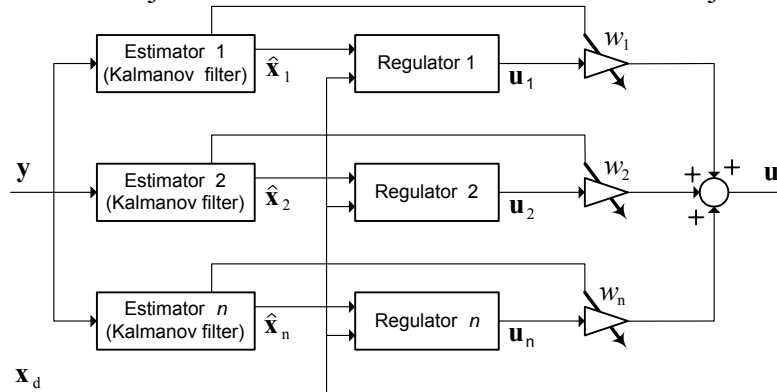 Estimator 1
(Kalmanov filter)
x̂1
Regulator 1
u1
w1
y
Estimator 2
(Kalmanov filter)
x̂2
Regulator 2
u2
w2
+ +
+
u
Estimator n
(Kalmanov filter)
x̂n
Regulator n
un
wn
xd